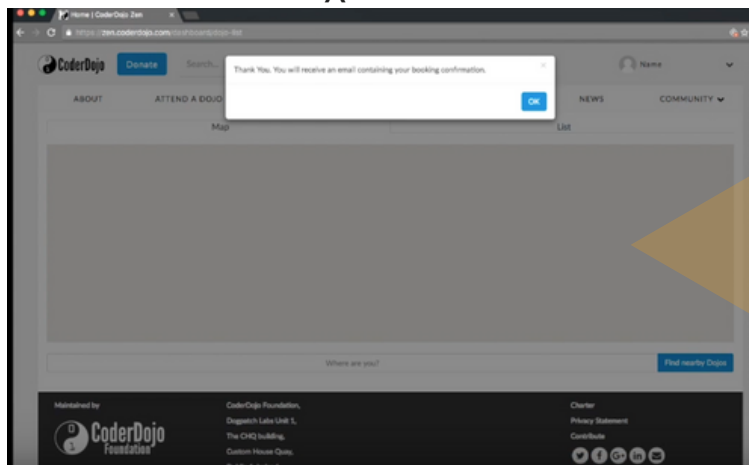 Home | CoderDojo Zen
https://zen.coderdojo.com/dashboard/dojo-list
CoderDojo
Donate
Search...
Thank You. You will receive an email containing your booking confirmation.
×
OK
Name
ABOUT
ATTEND A DOJO
NEWS
COMMUNITY
Map
List
Where are you?
Find nearby Dojos
Maintained by
CoderDojo
Foundation
CoderDojo Foundation,
Dogpatch Labs Unit 1,
The CHQ building,
Custom House Quay,
Charter
Privacy Statement
Contribute